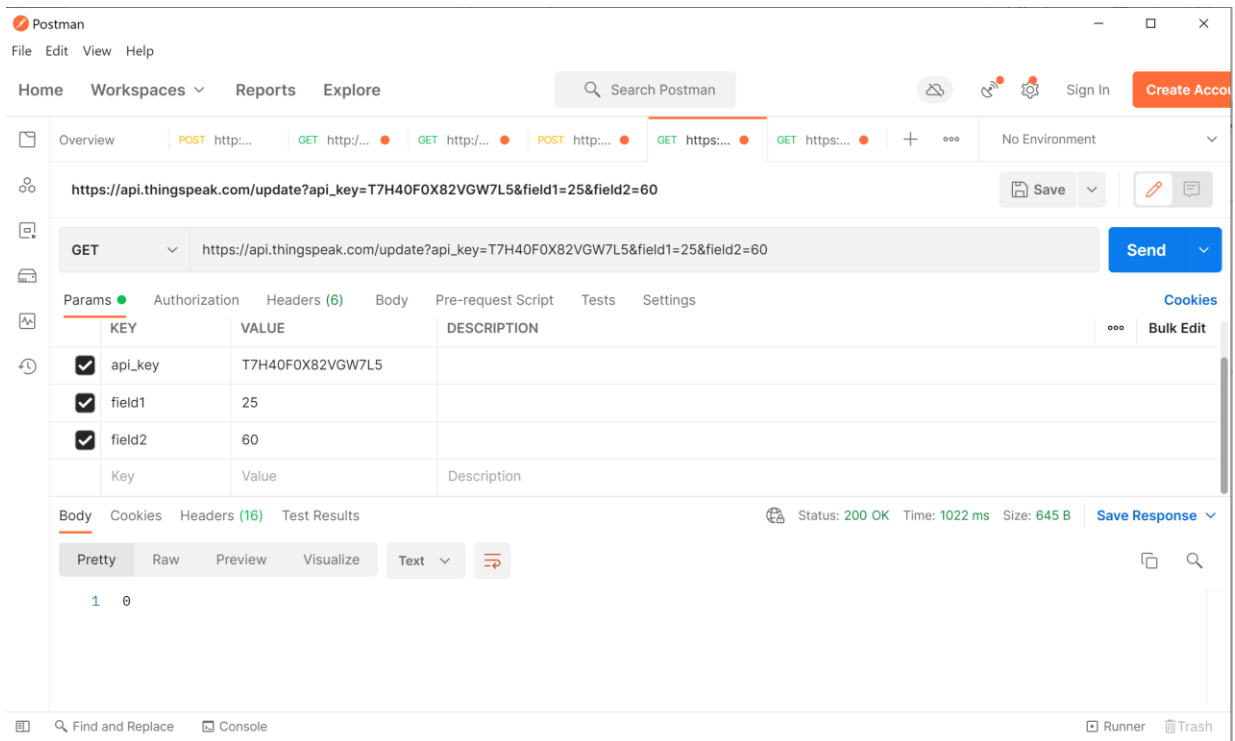 Postman
File Edit View Help
Home Workspaces Reports Explore Search Postman Sign In Create Accou
Overview POST http:... GET http:/... GET http:/... POST http:... GET https:... GET https:... No Environment
https://api.thingspeak.com/update?api_key=T7H40F0X82VGW7L5&field1=25&field2=60 Save
GET https://api.thingspeak.com/update?api_key=T7H40F0X82VGW7L5&field1=25&field2=60 Send
Params Authorization Headers (6) Body Pre-request Script Tests Settings Cookies
KEY VALUE DESCRIPTION Bulk Edit
api_key T7H40F0X82VGW7L5
field1 25
field2 60
Key Value Description
Body Cookies Headers (16) Test Results Status: 200 OK Time: 1022 ms Size: 645 B Save Response
Pretty Raw Preview Visualize Text
1 0
Find and Replace Console Runner Trash